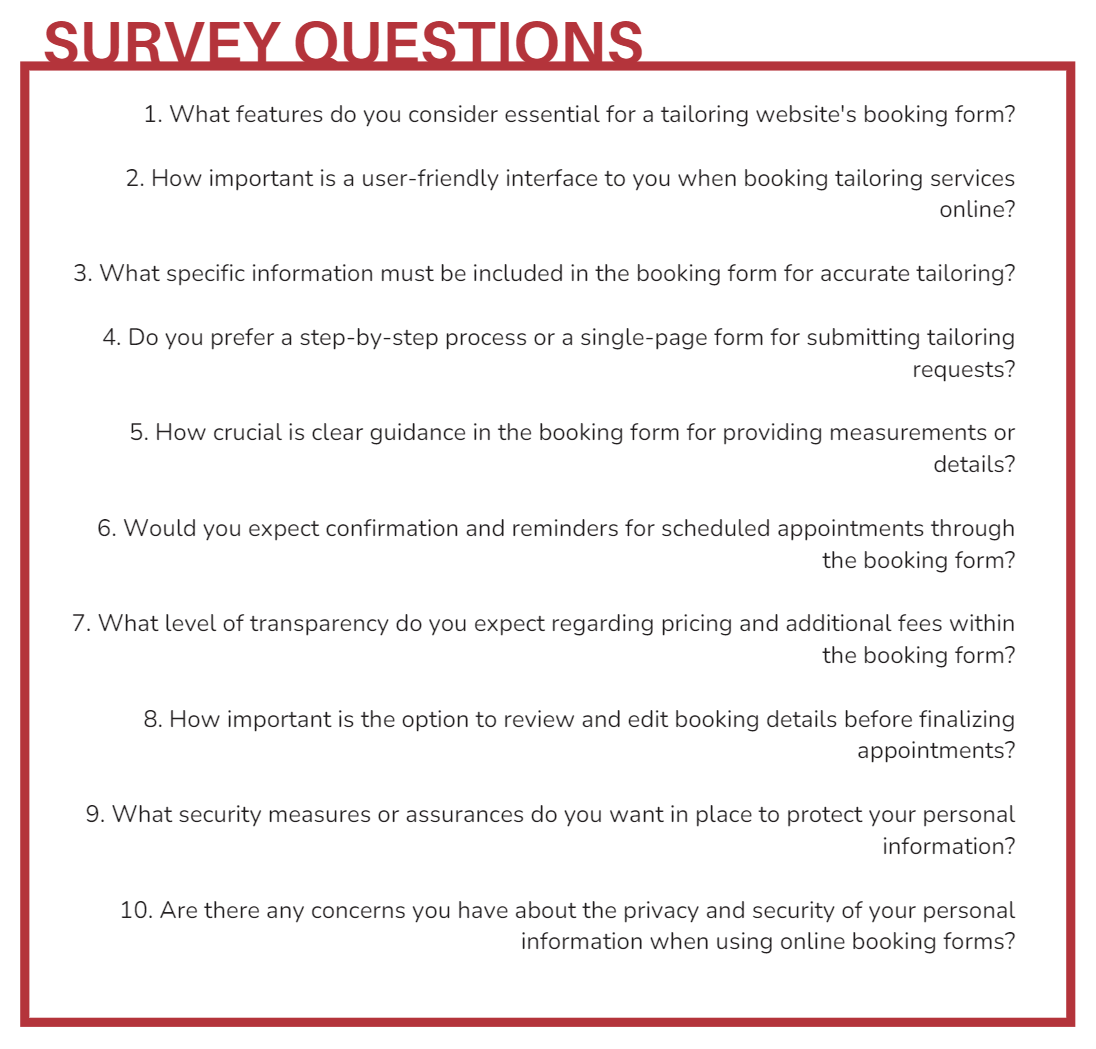 SURVEY QUESTIONS
1. What features do you consider essential for a tailoring website's booking form?
2. How important is a user-friendly interface to you when booking tailoring services
online?
3. What specific information must be included in the booking form for accurate tailoring?
4. Do you prefer a step-by-step process or a single-page form for submitting tailoring
requests?
5. How crucial is clear guidance in the booking form for providing measurements or
details?
6. Would you expect confirmation and reminders for scheduled appointments through
the booking form?
7. What level of transparency do you expect regarding pricing and additional fees within
the booking form?
8. How important is the option to review and edit booking details before finalizing
appointments?
9. What security measures or assurances do you want in place to protect your personal
information?
10. Are there any concerns you have about the privacy and security of your personal
information when using online booking forms?